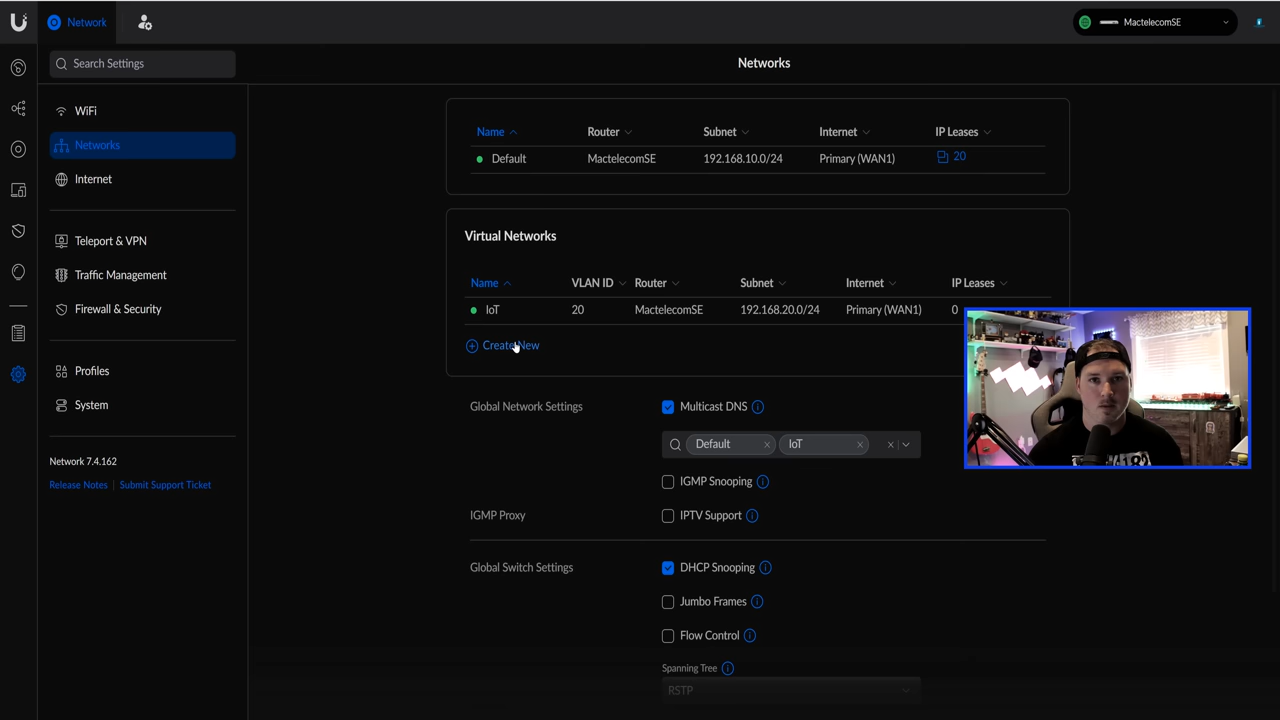 Network
MactelecomSE
Search Settings
Networks
WiFi
Networks
Internet
Teleport & VPN
Traffic Management
Firewall & Security
Profiles
System
Network 7.4.162
Release Notes | Submit Support Ticket
Name Router Subnet Internet IP Leases
Default MactelecomSE 192.168.10.0/24 Primary (WAN1) 20
Virtual Networks
Name VLAN ID Router Subnet Internet IP Leases
IoT 20 MactelecomSE 192.168.20.0/24 Primary (WAN1) 0
Create New
Global Network Settings Multicast DNS
Default IoT
IGMP Snooping
IGMP Proxy IPTV Support
Global Switch Settings DHCP Snooping
Jumbo Frames
Flow Control
Spanning Tree
RSTP